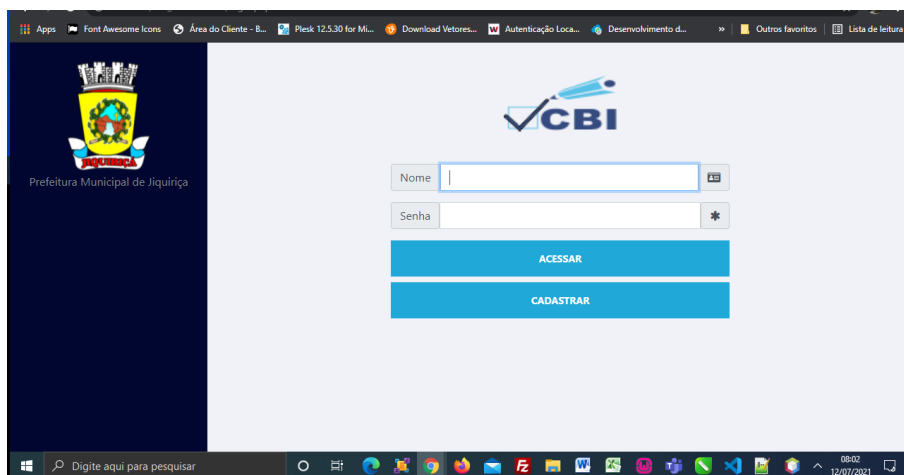 Apps Font Awesome Icons Área do Cliente - B... Plesk 12.5.30 for Mi... Download Vetores... Autenticação Loca... Desenvolvimento d... » Outros favoritos Lista de leitura
JIQUIRIÇÁ
Prefeitura Municipal de Jiquiriça
CBI
Nome
Senha
ACESSAR
CADASTRAR
Digite aqui para pesquisar
08:02
12/07/2021